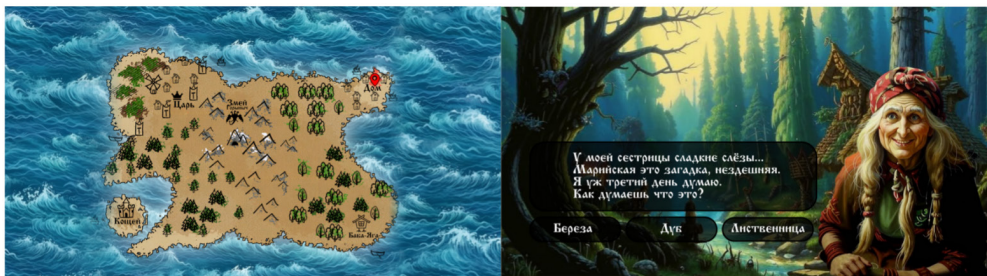 Царь
Змей
Горыныч
Дом
Кощей
Баба-Яга
У моей сестрицы сладкие слёзы...
Марийская это загадка, нездешняя.
Я уж третий день думаю.
Как думаешь что это?
Береза
Дуб
Лиственница